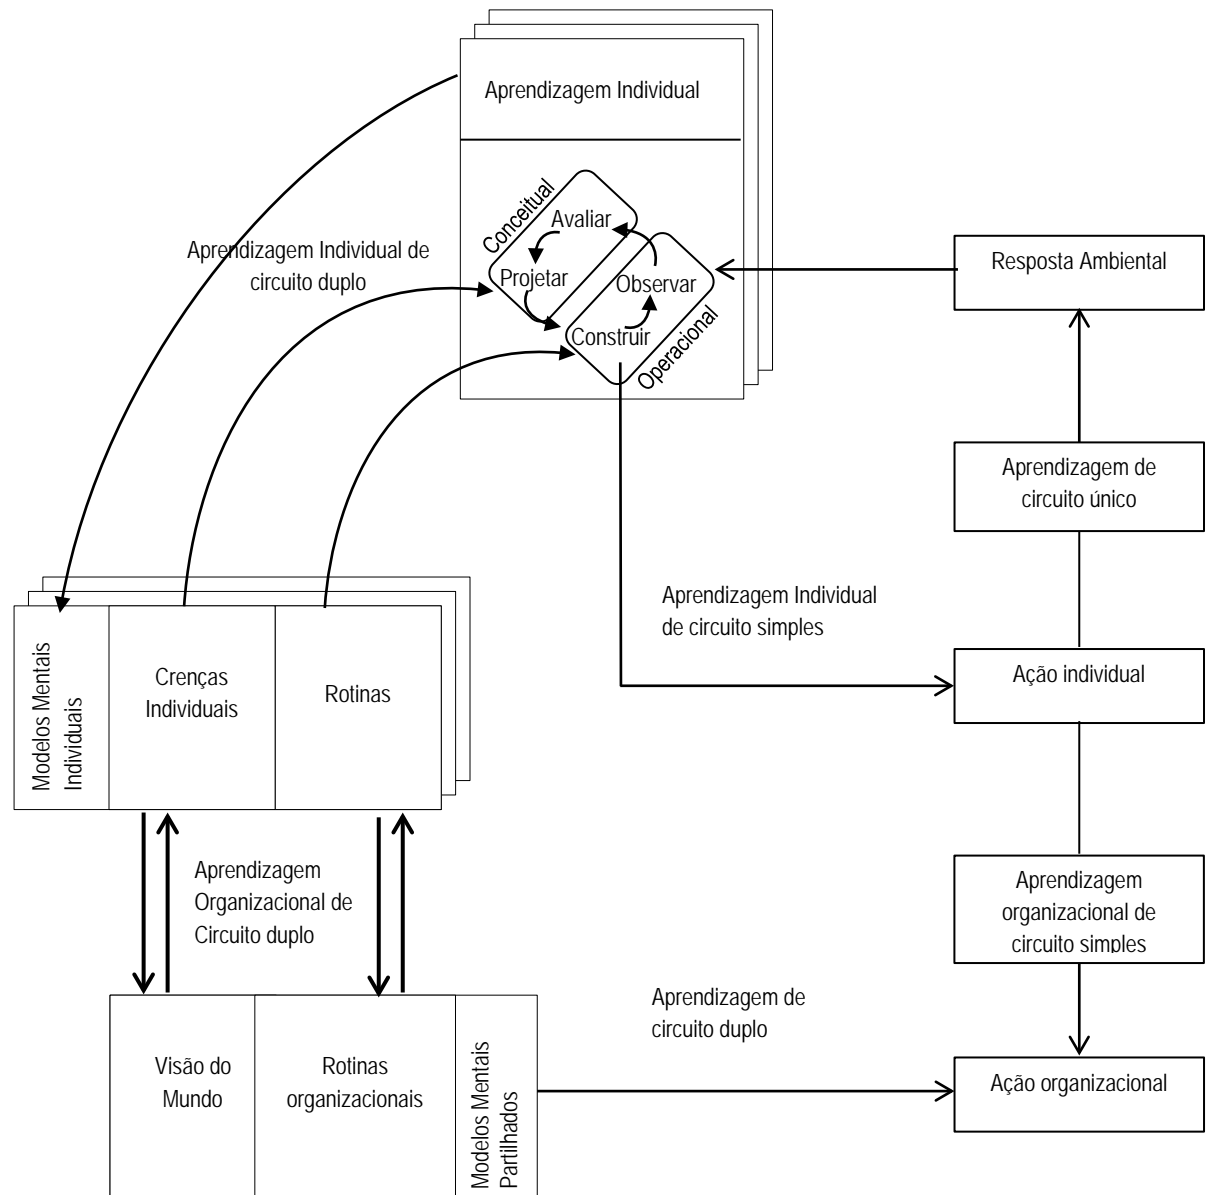 Aprendizagem Individual
Conceitual
Avaliar
Projetar
Observar
Construir
Operacional
Aprendizagem Individual de
circuito duplo
Resposta Ambiental
Aprendizagem de
circuito único
Aprendizagem Individual
de circuito simples
Ação individual
Modelos Mentais
Individuais
Crenças
Individuais
Rotinas
Aprendizagem
Organizacional de
Circuito duplo
Aprendizagem
organizacional de
circuito simples
Aprendizagem de
circuito duplo
Visão do
Mundo
Rotinas
organizacionais
Modelos Mentais
Partilhados
Ação organizacional